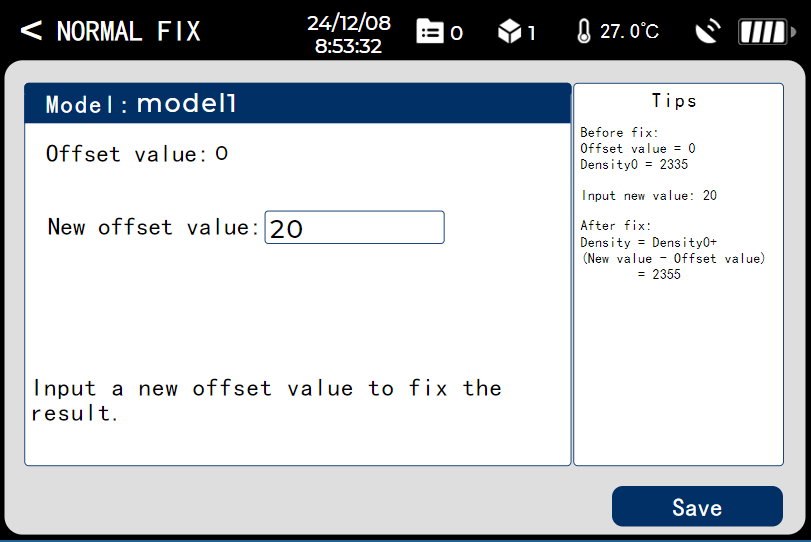 < NORMAL FIX
24/12/08
8:53:32
0
1
27.0℃
Model:model1
Offset value:0
New offset value:20
Input a new offset value to fix the
result.
Tips
Before fix:
Offset value = 0
Density0 = 2335
Input new value: 20
After fix:
Density = Density0+
(New value - Offset value)
= 2355
Save